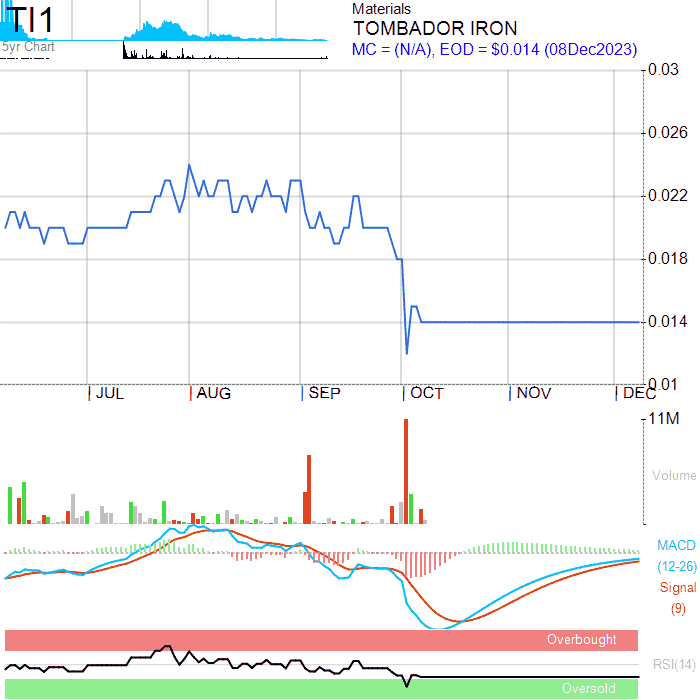 TI1
5yr Chart
Materials
TOMBADOR IRON
MC = (N/A), EOD = $0.014 (08Dec2023)
0.03
0.026
0.022
0.018
0.014
0.01
JUL AUG SEP OCT NOV DEC
11M
Volume
MACD
(12-26)
Signal
(9)
Overbought
RSI(14)
Oversold